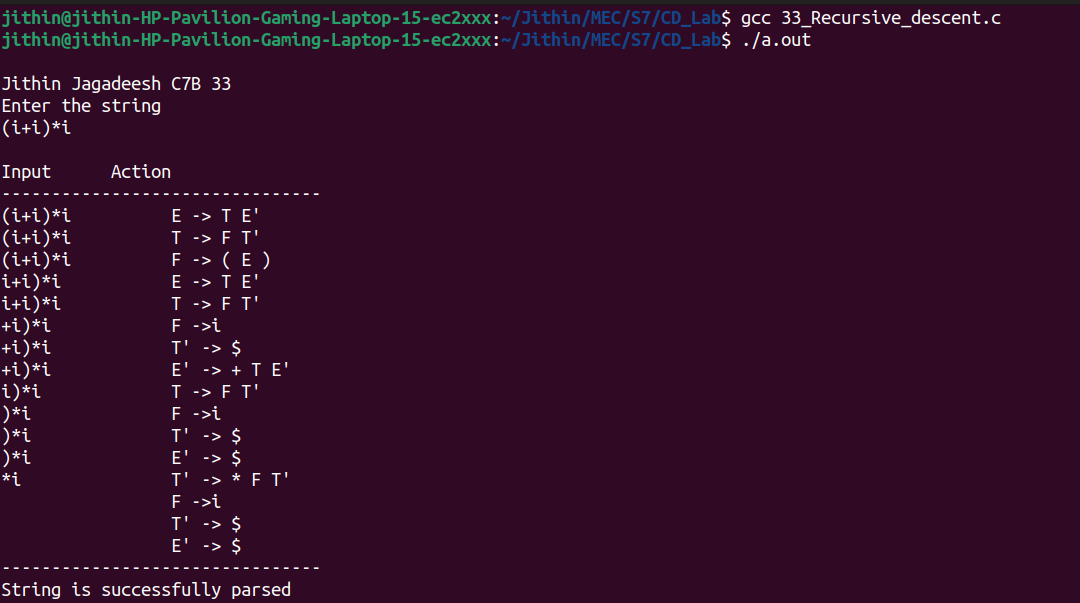 jithin@jithin-HP-Pavilion-Gaming-Laptop-15-ec2xxx:~/Jithin/MEC/S7/CD_Lab$ gcc 33_Recursive_descent.c
jithin@jithin-HP-Pavilion-Gaming-Laptop-15-ec2xxx:~/Jithin/MEC/S7/CD_Lab$ ./a.out

Jithin Jagadeesh C7B 33
Enter the string
(i+i)*i

Input      Action
--------------------------------
(i+i)*i          E -> T E'
(i+i)*i          T -> F T'
(i+i)*i          F -> ( E )
i+i)*i           E -> T E'
i+i)*i           T -> F T'
+i)*i            F ->i
+i)*i            T' -> $
+i)*i            E' -> + T E'
i)*i             T -> F T'
)*i              F ->i
)*i              T' -> $
)*i              E' -> $
*i               T' -> * F T'
                 F ->i
                 T' -> $
                 E' -> $
--------------------------------
String is successfully parsed